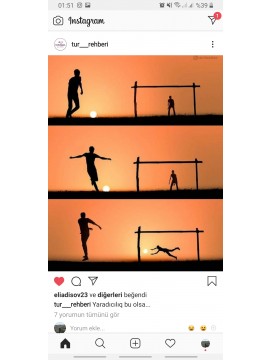 01:51
%39
Instagram
tur___rehberi
eliadisov23 ve diğerleri beğendi
tur___rehberi Yaradıcılıq bu olsa...
7 yorumun tümünü gör
Yorum ekle...